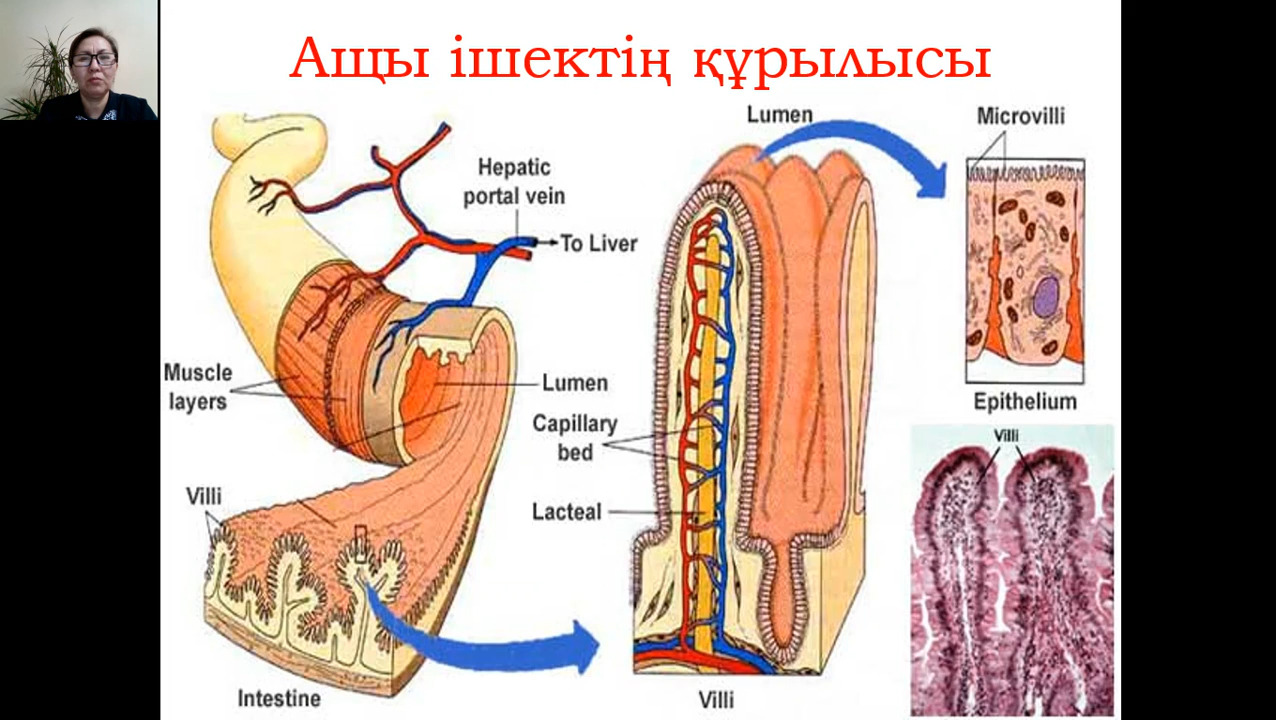 Ащы ішектің құрылысы
Lumen
Microvilli
Hepatic
portal vein
To Liver
Muscle
layers
Lumen
Capillary
bed
Epithelium
Villi
Villi
Lacteal
Intestine
Villi